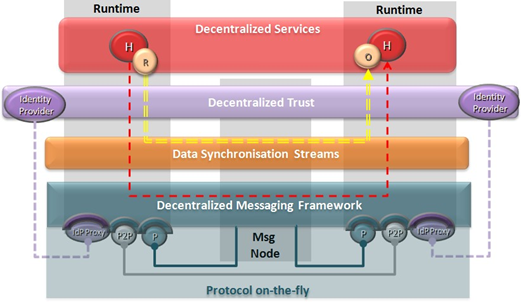 Runtime
Runtime
Decentralized Services
H
H
R
O
Identity
Provider
Decentralized Trust
Identity
Provider
Data Synchronisation Streams
Decentralized Messaging Framework
IdP Proxy
P2P
P
Msg
Node
P
P2P
IdP Proxy
Protocol on-the-fly